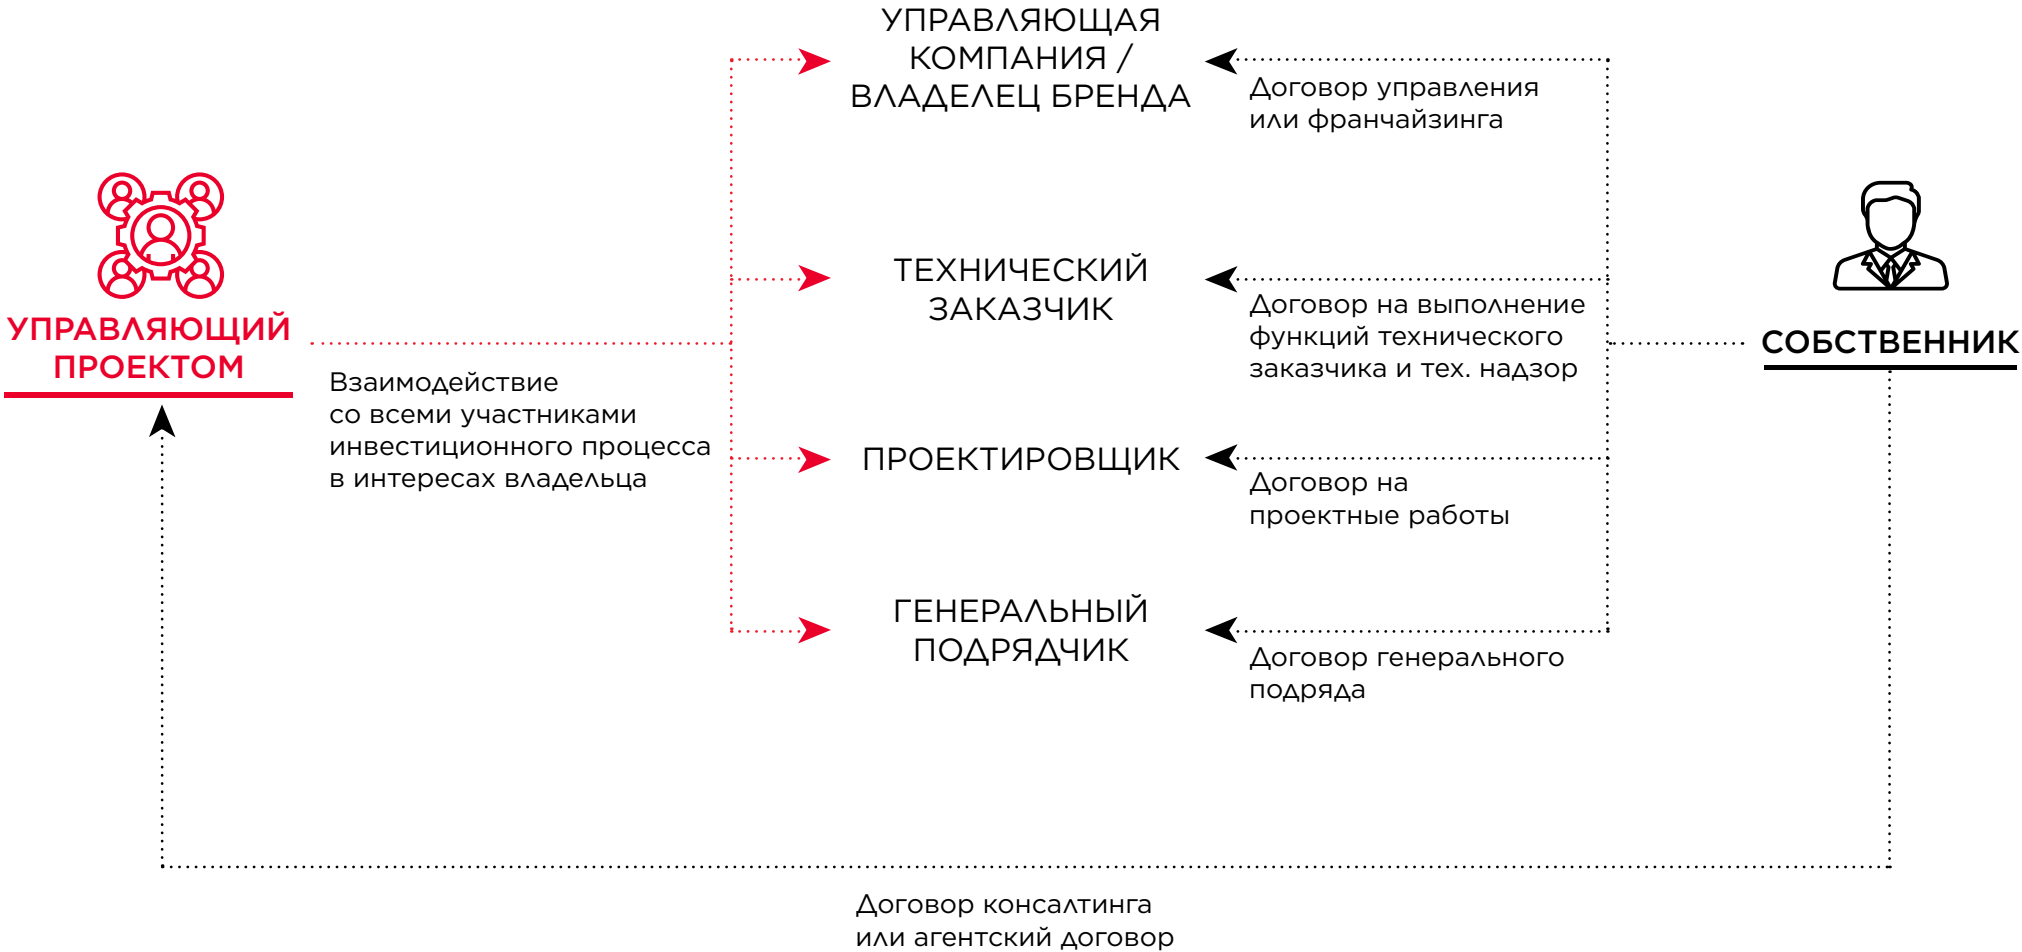 УПРАВЛЯЮЩИЙ
ПРОЕКТОМ
Взаимодействие
со всеми участниками
инвестиционного процесса
в интересах владельца
УПРАВЛЯЮЩАЯ
КОМПАНИЯ /
ВЛАДЕЛЕЦ БРЕНДА
Договор управления
или франчайзинга
ТЕХНИЧЕСКИЙ
ЗАКАЗЧИК
Договор на выполнение
функций технического
заказчика и тех. надзор
ПРОЕКТИРОВЩИК
Договор на
проектные работы
ГЕНЕРАЛЬНЫЙ
ПОДРЯДЧИК
Договор генерального
подряда
СОБСТВЕННИК
Договор консалтинга
или агентский договор